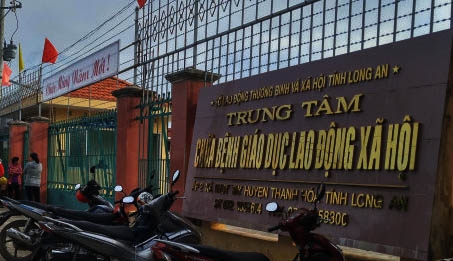 Chúc Mừng Năm Mới!
★ SỞ LAO ĐỘNG THƯƠNG BINH VÀ XÃ HỘI TỈNH LONG AN ★
TRUNG TÂM
CHỮA BỆNH GIÁO DỤC LAO ĐỘNG XÃ HỘI
HUYỆN THẠNH HÓA TỈNH LONG AN
5830C